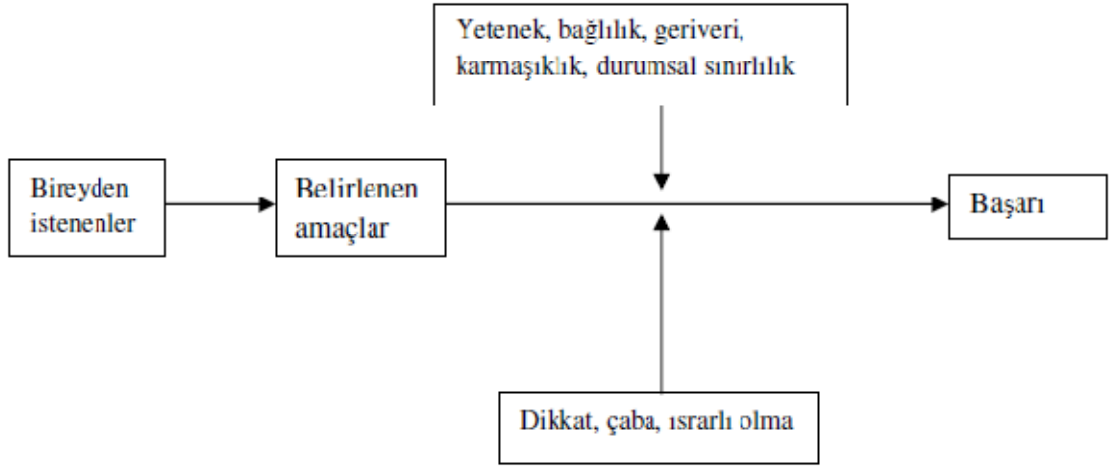 Yetenek, bağlılık, geriveri,
karmaşıklık, durumsal sınırlılık
Bireyden
istenenler
Belirlenen
amaçlar
Başarı
Dikkat, çaba, ısrarlı olma